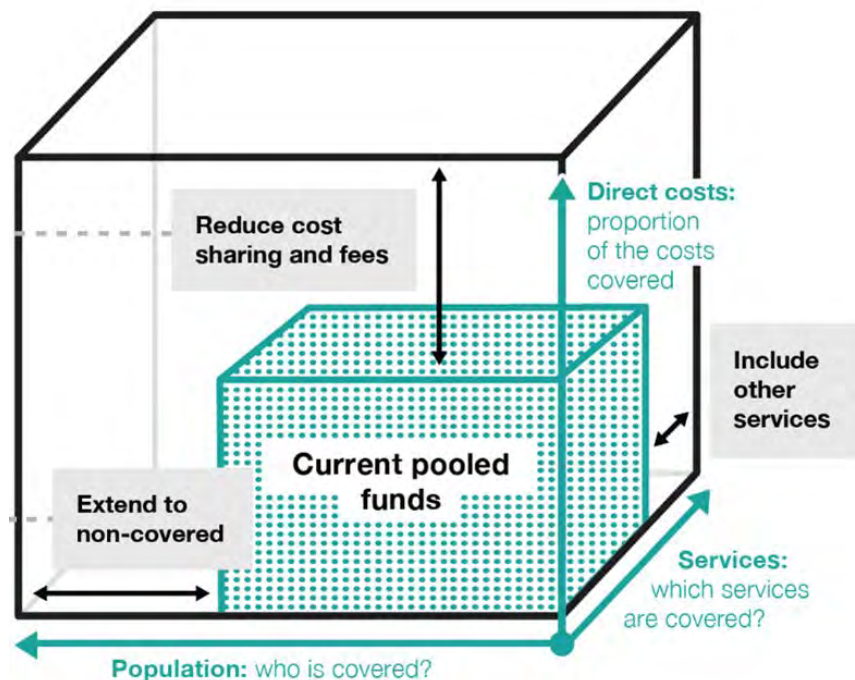 Direct costs:
proportion
of the costs
covered
Reduce cost
sharing and fees
Include
other
services
Current pooled
funds
Extend to
non-covered
Services:
which services
are covered?
Population: who is covered?